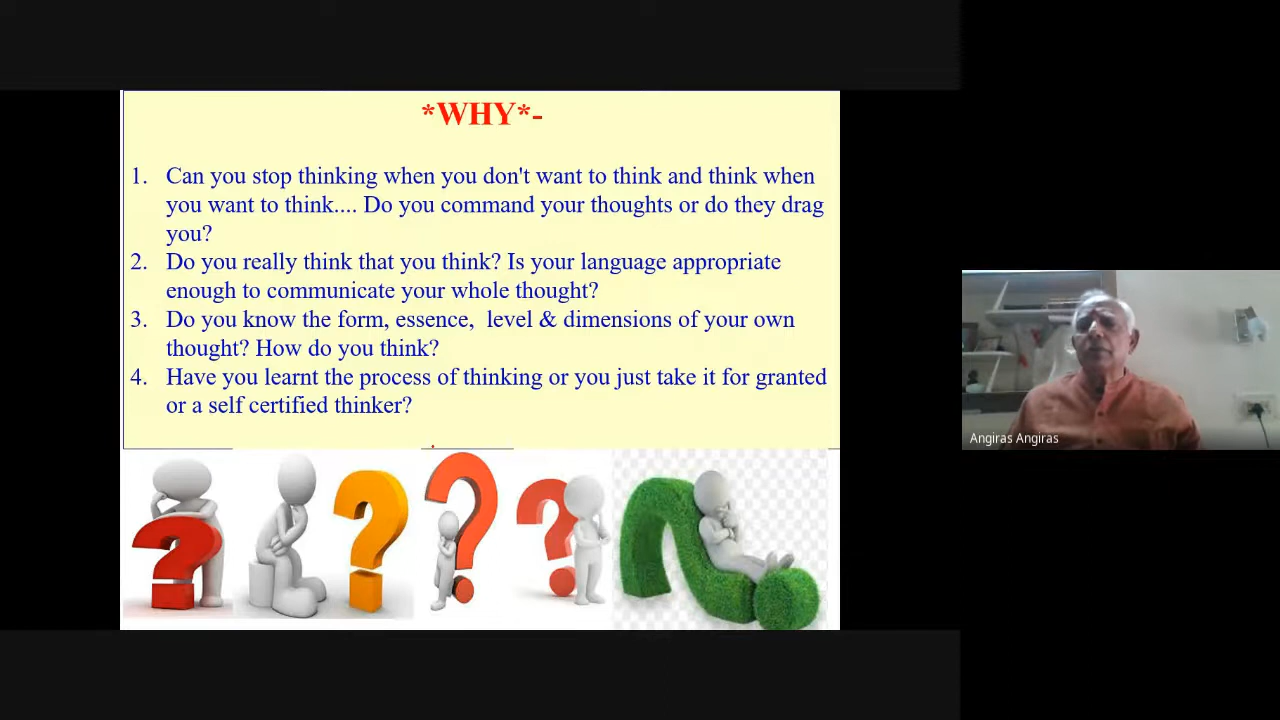 *WHY*-
1. Can you stop thinking when you don't want to think and think when
you want to think.... Do you command your thoughts or do they drag
you?
2. Do you really think that you think? Is your language appropriate
enough to communicate your whole thought?
3. Do you know the form, essence,  level & dimensions of your own
thought? How do you think?
4. Have you learnt the process of thinking or you just take it for granted
or a self certified thinker?
Angiras Angiras